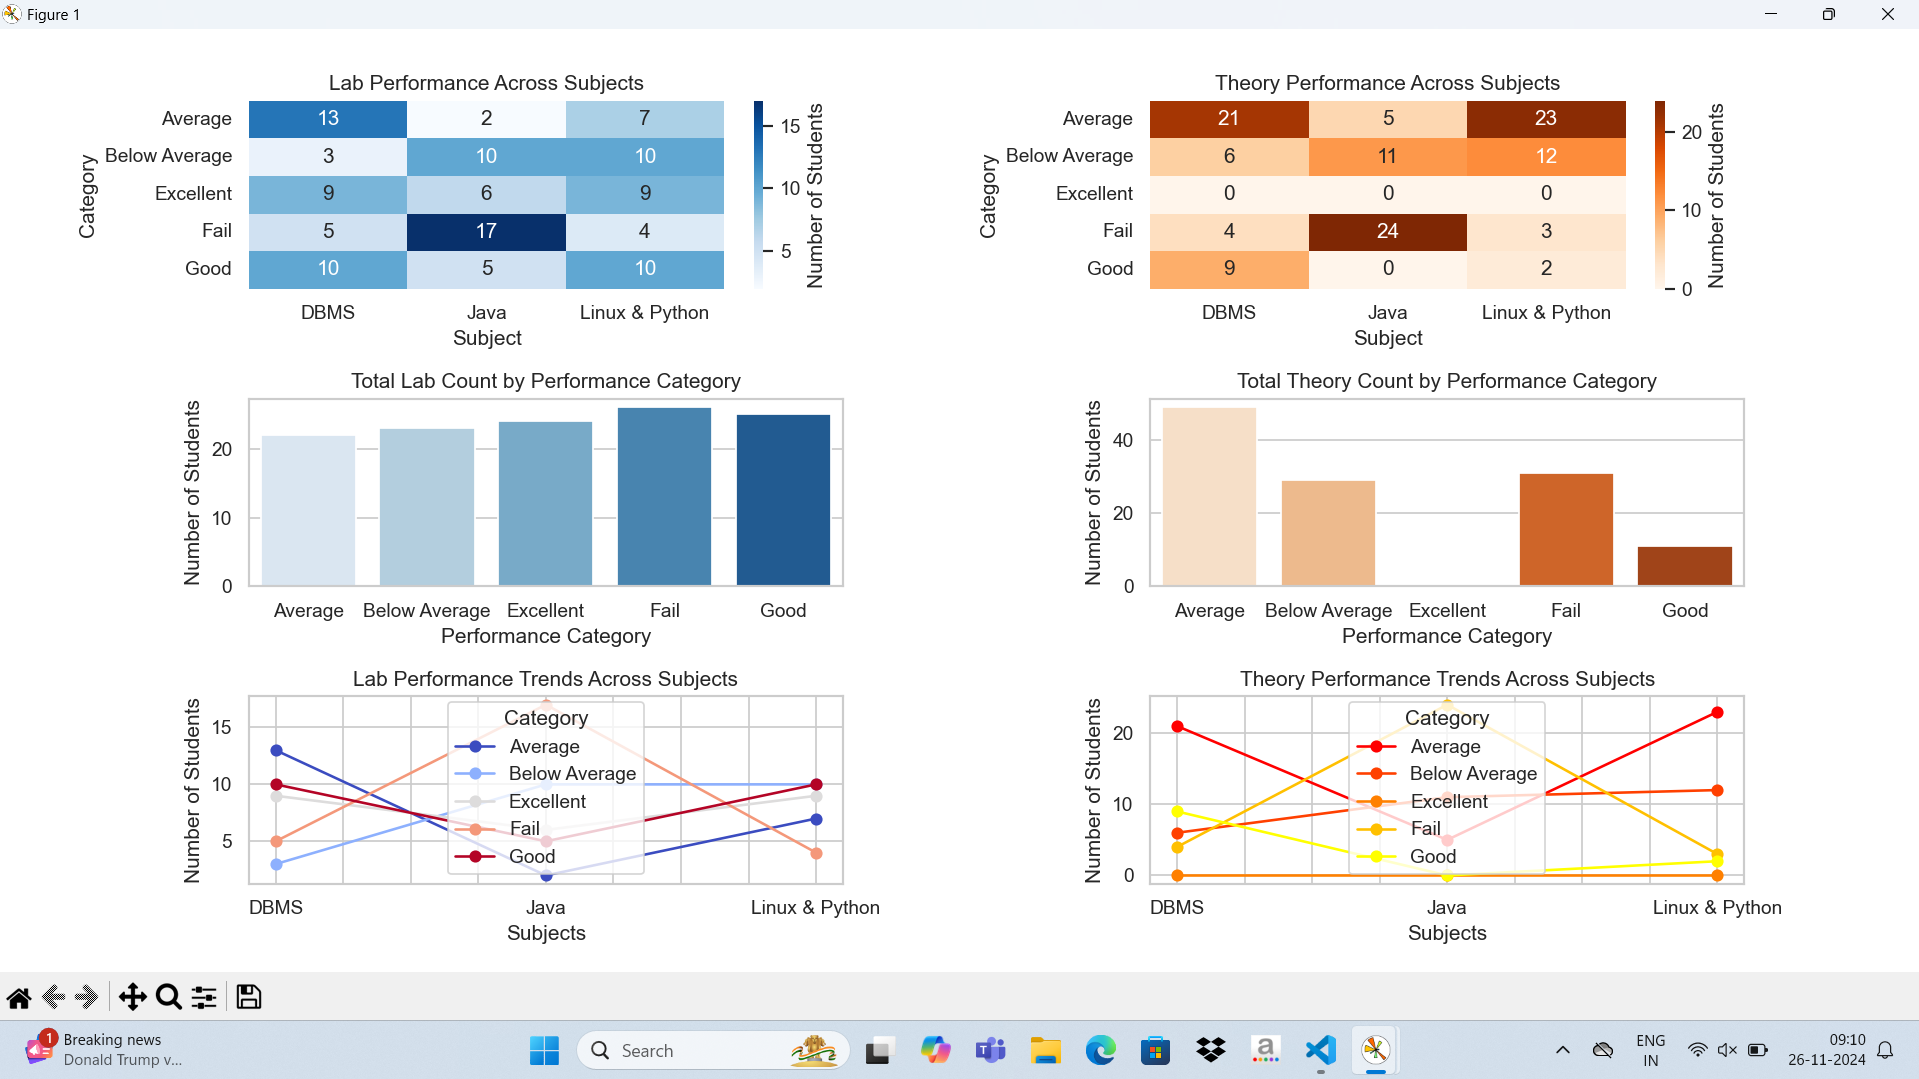 Figure 1
Lab Performance Across Subjects
Category
Average 13 2 7
Below Average 3 10 10
Excellent 9 6 9
Fail 5 17 4
Good 10 5 10
DBMS Java Linux & Python
Subject
15
10
5
Number of Students
Theory Performance Across Subjects
Category
Average 21 5 23
Below Average 6 11 12
Excellent 0 0 0
Fail 4 24 3
Good 9 0 2
DBMS Java Linux & Python
Subject
20
10
0
Number of Students
Total Lab Count by Performance Category
Number of Students
20
10
0
Average Below Average Excellent Fail Good
Performance Category
Total Theory Count by Performance Category
Number of Students
40
20
0
Average Below Average Excellent Fail Good
Performance Category
Lab Performance Trends Across Subjects
Number of Students
15
10
5
Category
Average
Below Average
Excellent
Fail
Good
DBMS Java Linux & Python
Subjects
Theory Performance Trends Across Subjects
Number of Students
20
10
0
Category
Average
Below Average
Excellent
Fail
Good
DBMS Java Linux & Python
Subjects
1
Breaking news
Donald Trump v...
Search
a
ENG
IN
09:10
26-11-2024